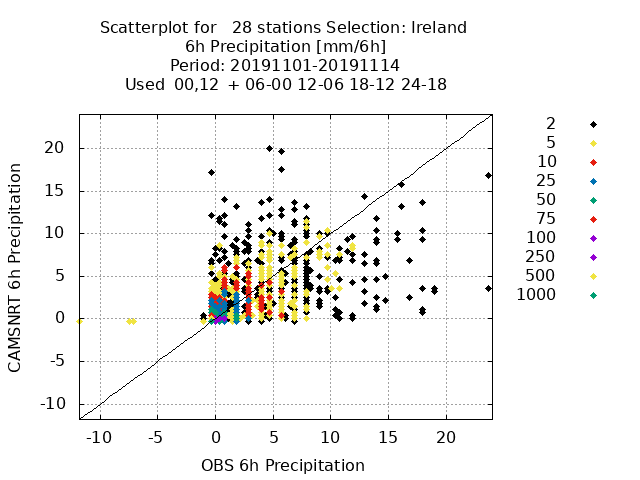 Scatterplot for   28 stations Selection: Ireland
6h Precipitation [mm/6h]
Period: 20191101-20191114
Used  00,12  + 06-00 12-06 18-12 24-18
2
5
10
25
50
75
100
250
500
1000
20
15
10
5
0
-5
-10
CAMSNRT 6h Precipitation
-10 -5 0 5 10 15 20
OBS 6h Precipitation